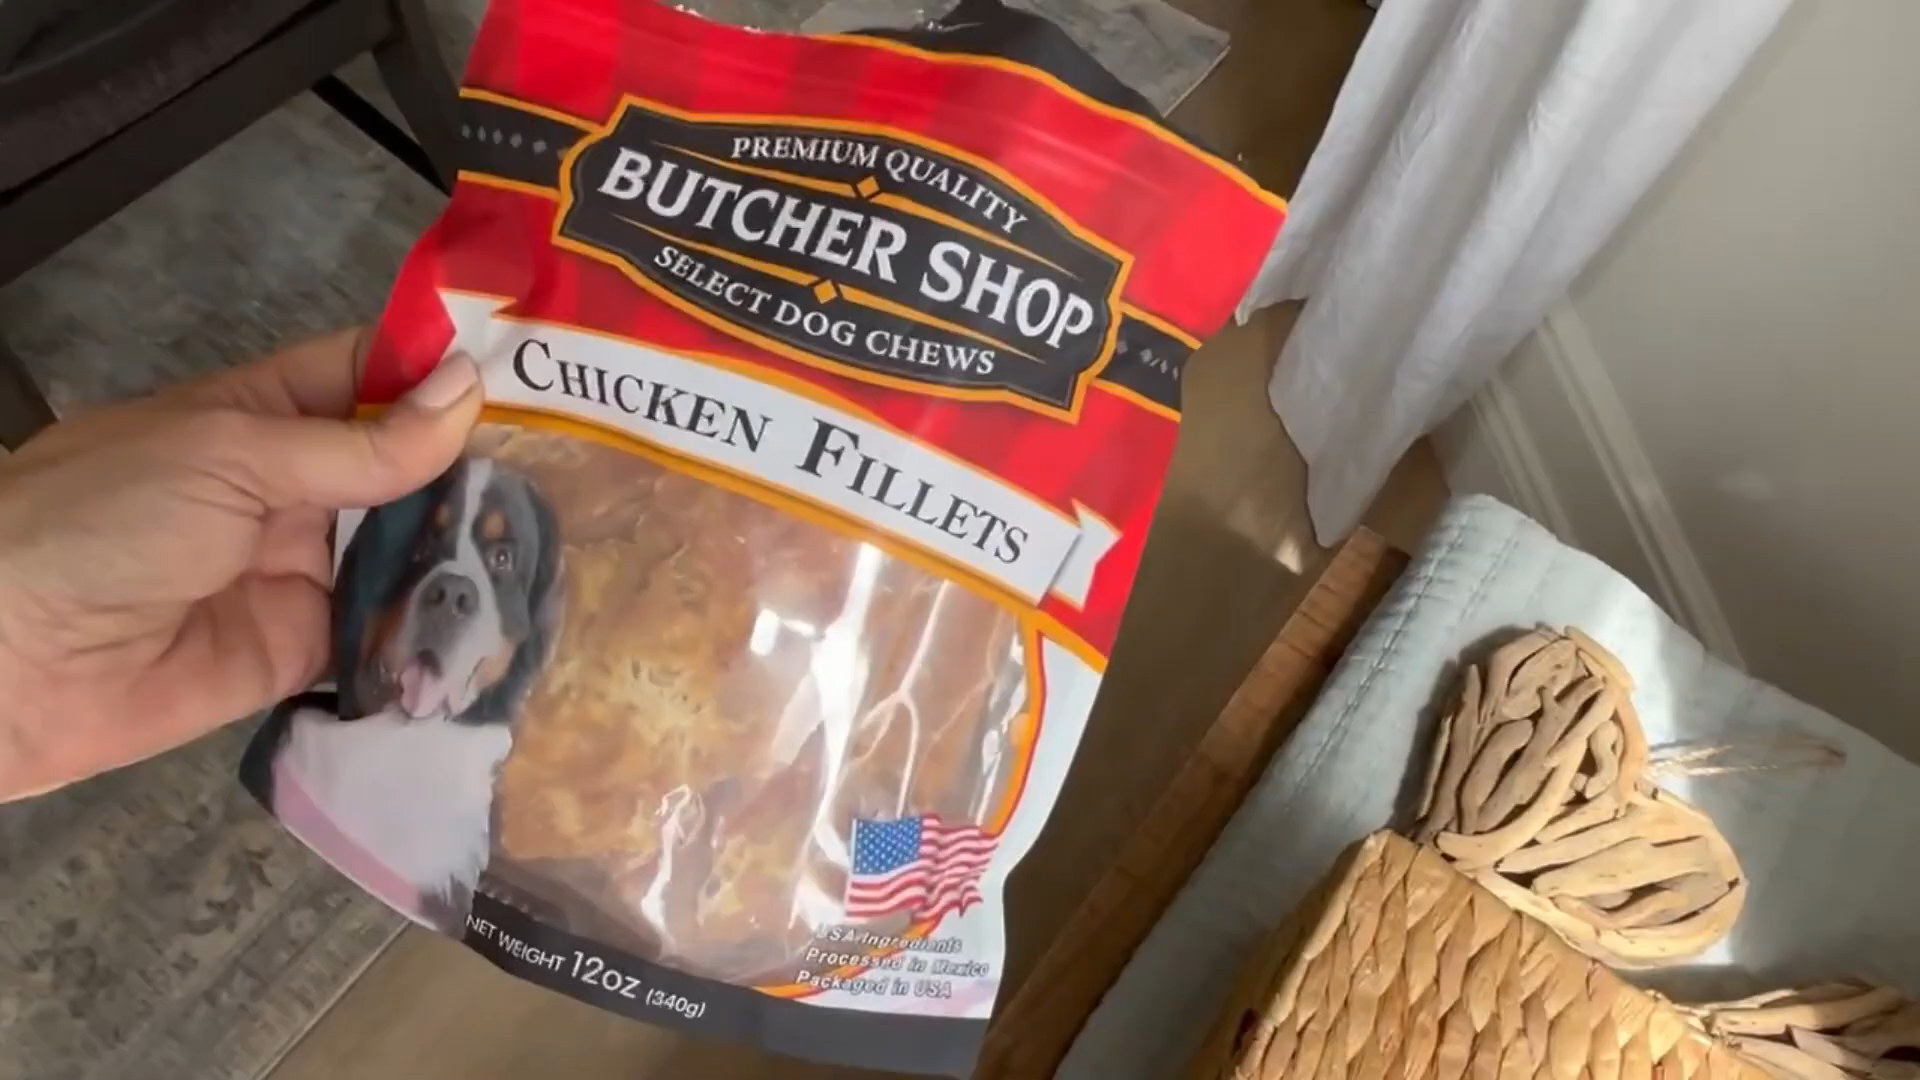 PREMIUM QUALITY
BUTCHER SHOP
SELECT DOG CHEWS
CHICKEN FILLETS
USA Ingredients
Processed in Mexico
Packaged in USA
NET WEIGHT 12OZ (340g)